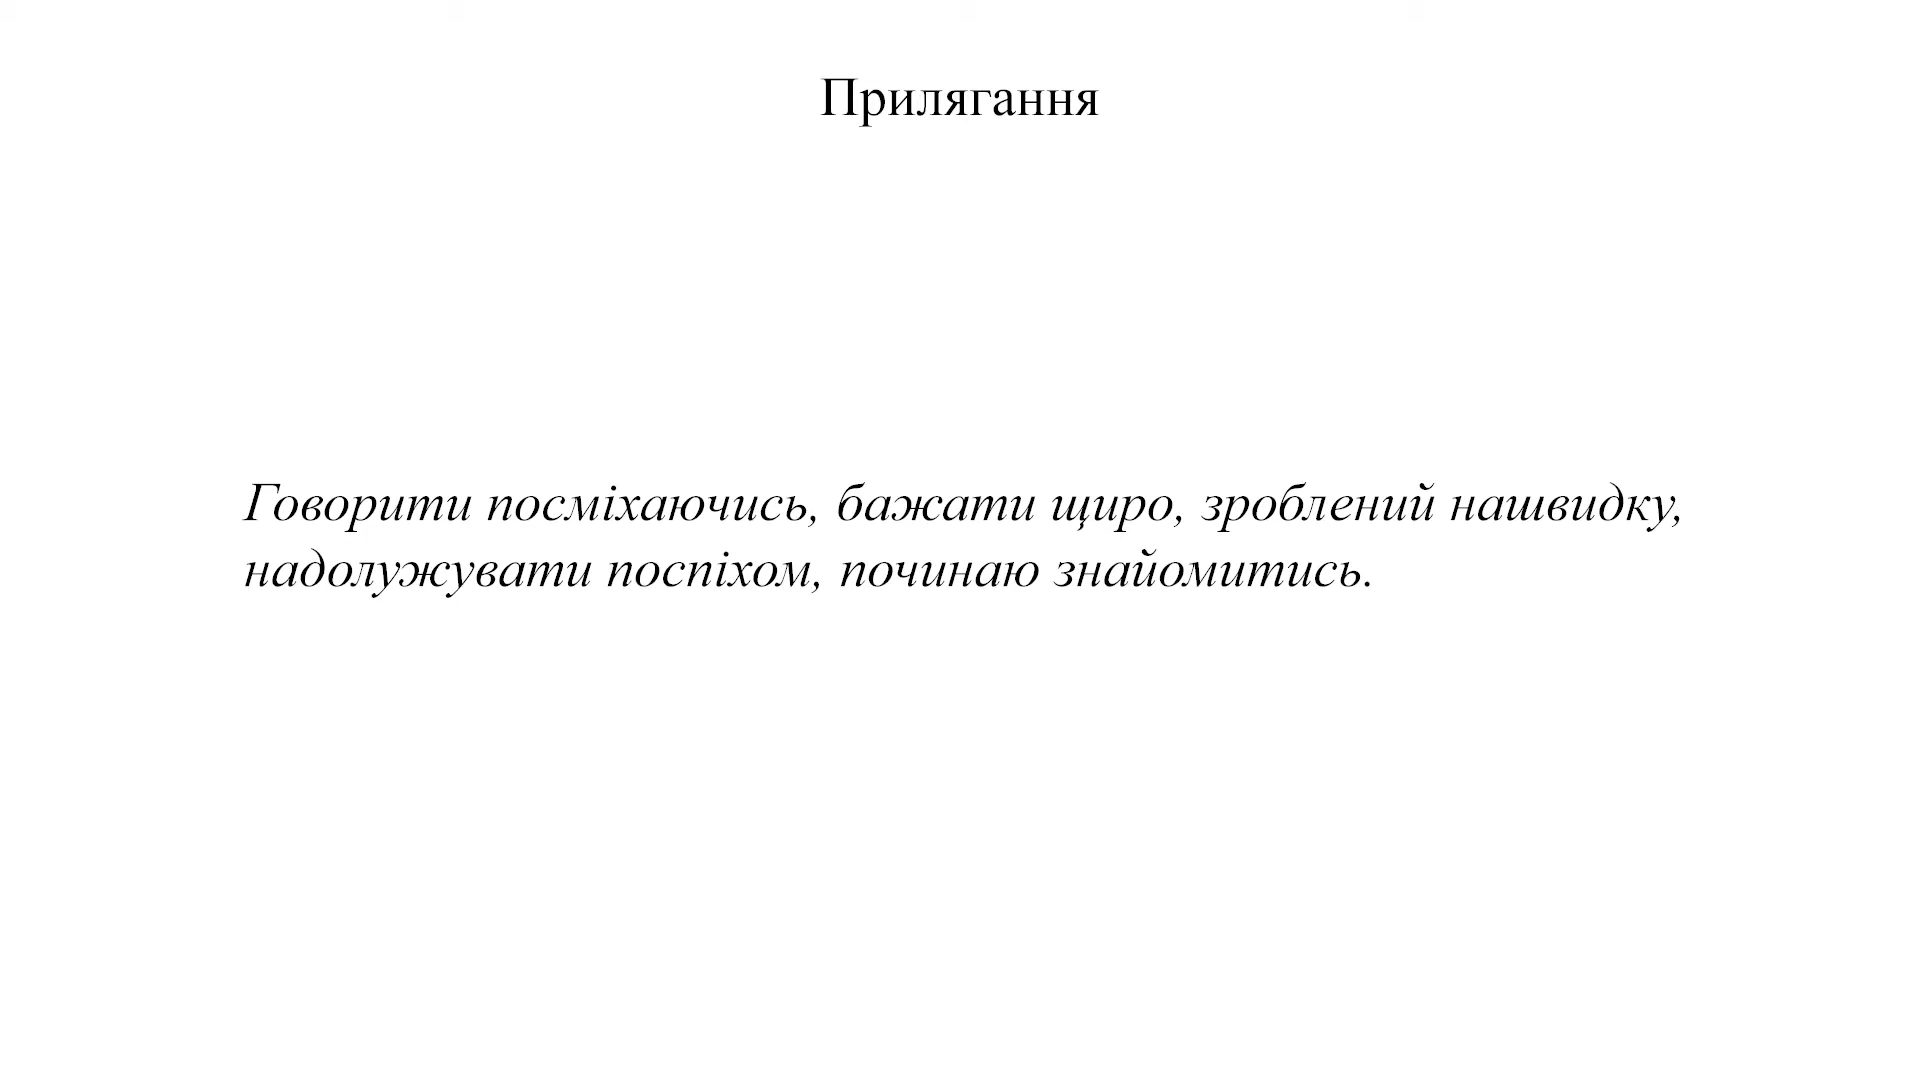 Прилягання
Говорити посміхаючись, бажати щиро, зроблений нашвидку,
надолужувати поспіхом, починаю знайомитись.